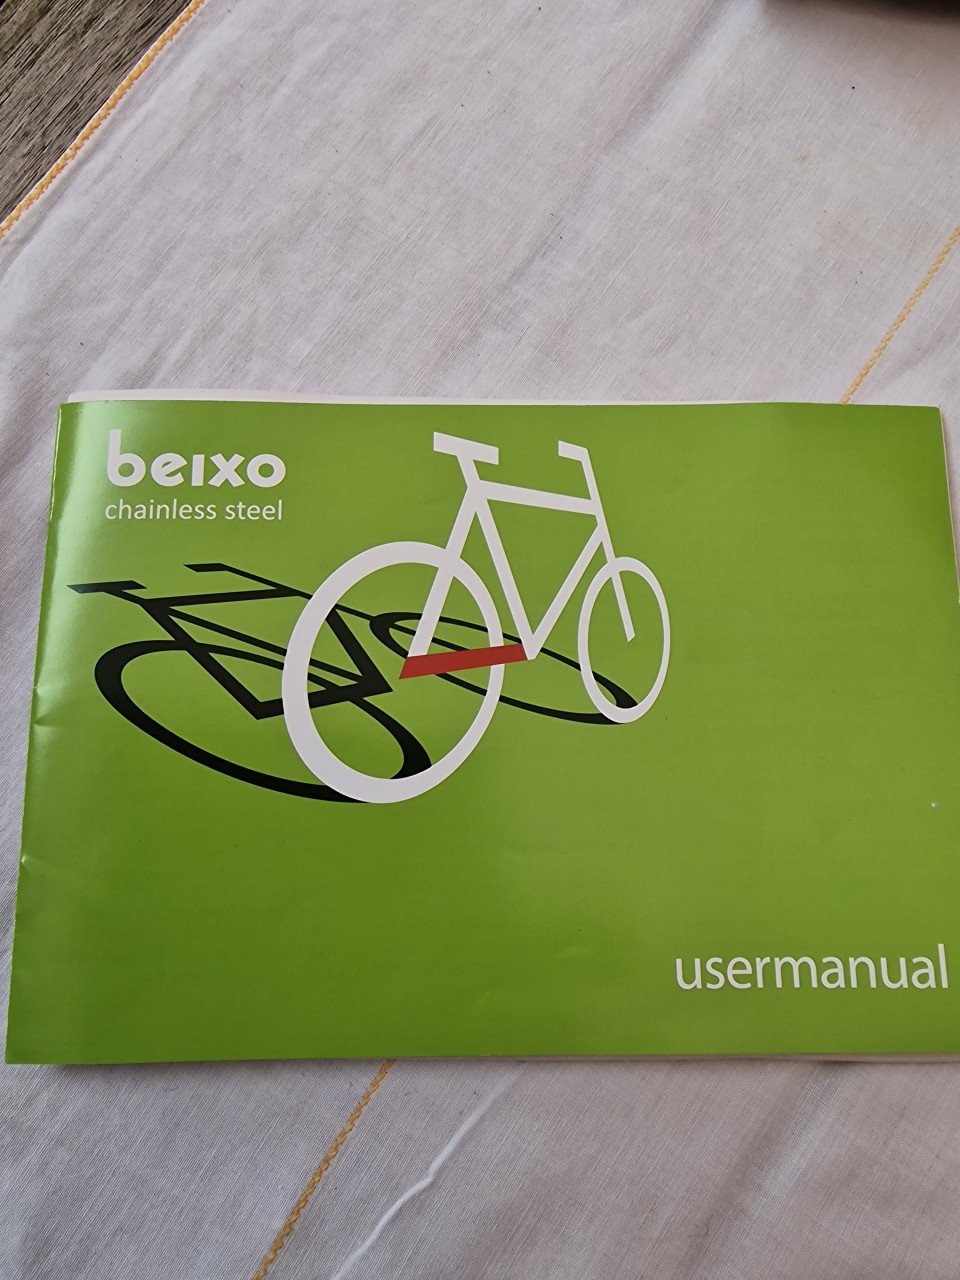 beixo
chainless steel
usermanual